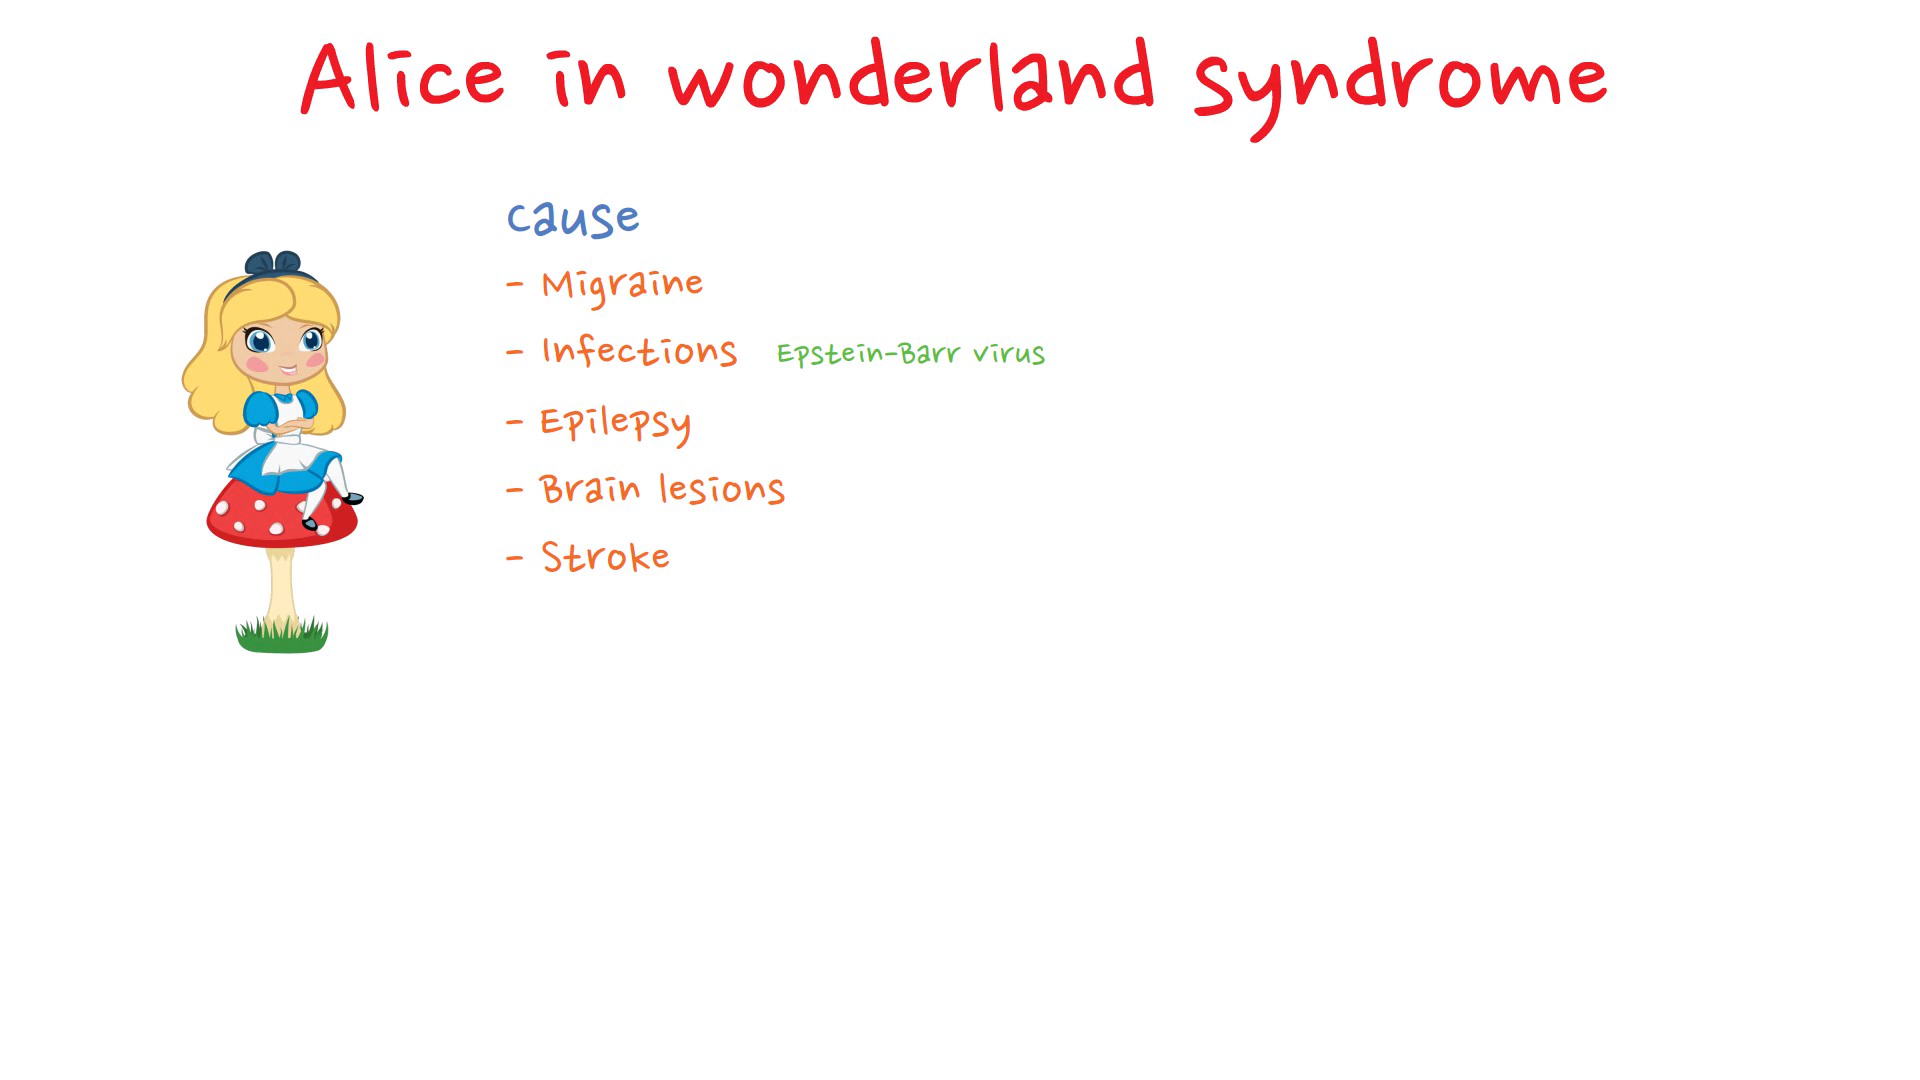 Alice in wonderland syndrome
cause
- Migraine
- Infections Epstein-Barr virus
- Epilepsy
- Brain lesions
- Stroke